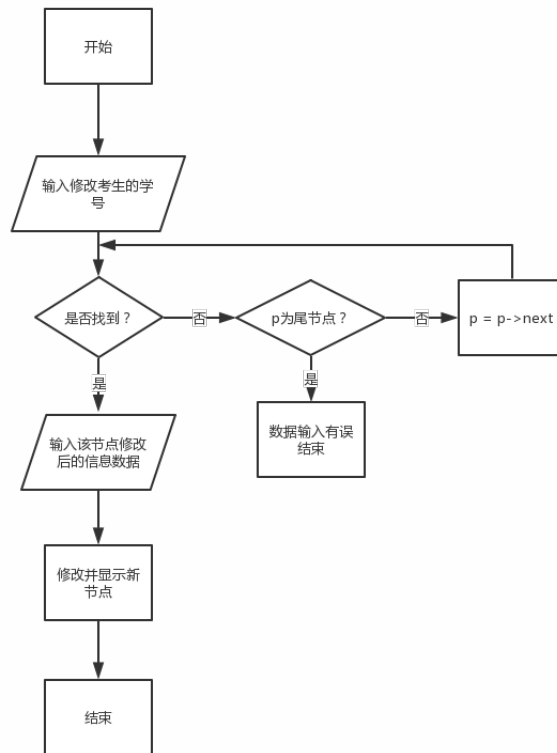 开始
输入修改考生的学
号
是否找到？
否
p为尾节点？
否
p = p->next
是
是
输入该节点修改
后的信息数据
数据输入有误
结束
修改并显示新
节点
结束